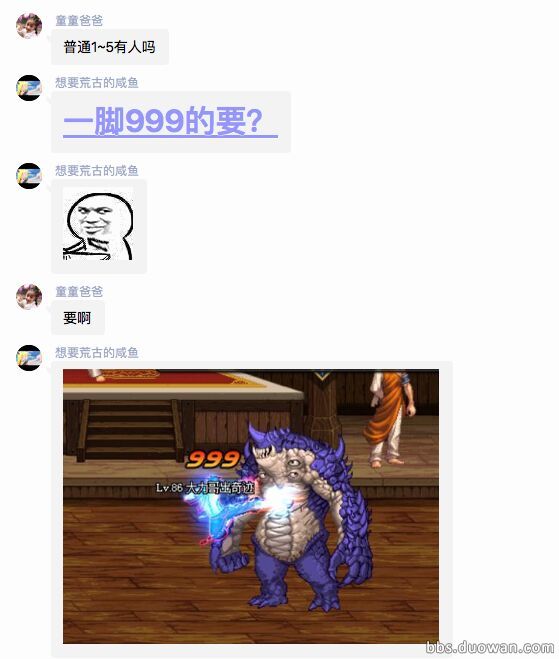 童童爸爸
普通1~5有人吗
想要荒古的咸鱼
一脚999的要？
想要荒古的咸鱼
童童爸爸
要啊
想要荒古的咸鱼
999
Lv.86 大力哥出奇迹
bbs.duowan.com